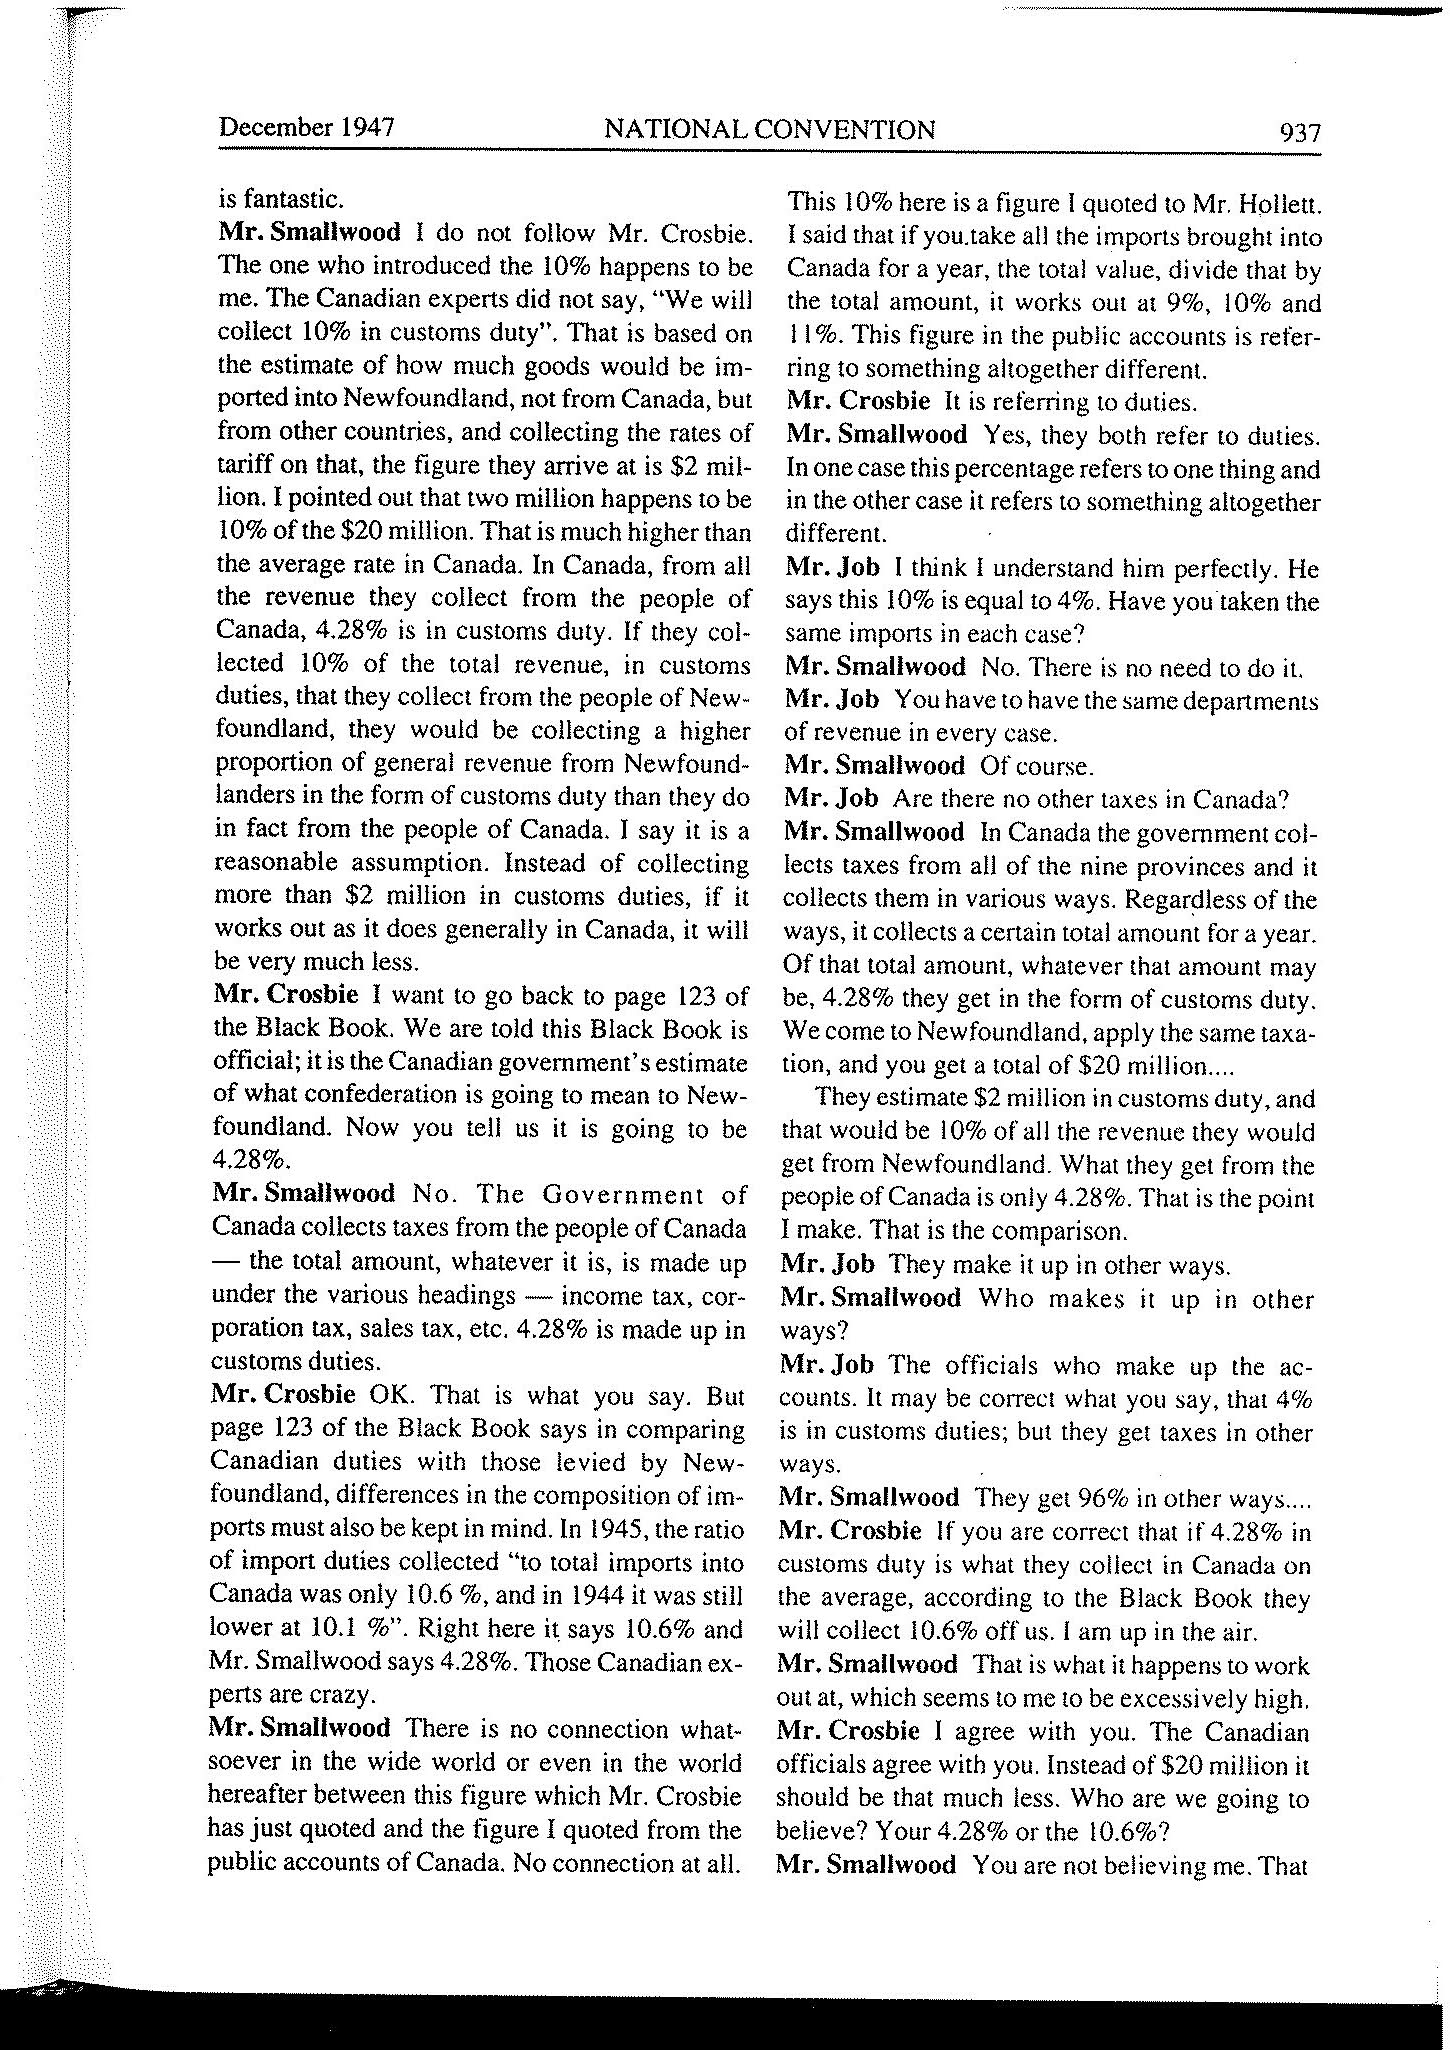 December 1947 NATIONAL CONVENTION 937
is fantastic.
Mr. Smallwood I do not follow Mr. Crosbie.
The one who introduced the 10% happens to be
me. The Canadian experts did not say, “We will
collect 10% in customs duty”. That is based on
the estimate of how much goods would be im-
ported into Newfoundland, not from Canada, but
from other countries, and collecting the rates of
tariff on that, the figure they arrive at is $2 mil-
lion. I pointed out that two million happens to be
10% of the $20 million. That is much higher than
the average rate in Canada. In Canada, from all
the revenue they collect from the people of
Canada, 4.28% is in customs duty. If they col-
lected 10% of the total revenue, in customs
duties, that they collect from the people of New-
foundland, they would be collecting a higher
proportion of general revenue from Newfound-
landers in the form of customs duty than they do
in fact from the people of Canada. I say it is a
reasonable assumption. Instead of collecting
more than $2 million in customs duties, if it
works out as it does generally in Canada, it will
be very much less.
Mr. Crosbie I want to go back to page 123 of
the Black Book. We are told this Black Book is
official; it is the Canadian government's estimate
of what confederation is going to mean to New-
foundland. Now you tell us it is going to be
4.28%.
Mr. Smallwood No. The Government of
Canada collects taxes from the people of Canada
— the total amount, whatever it is, is made up
under the various headings — income tax, cor-
poration tax, sales tax, etc. 4.28% is made up in
customs duties.
Mr. Crosbie OK. That is what you say. But
page 123 of the Black Book says in comparing
Canadian duties with those levied by New-
foundland, differences in the composition of im-
ports must also be kept in mind. In 1945, the ratio
of import duties collected “to total imports into
Canada was only 10.6 %, and in 1944 it was still
lower at 10.1 %”. Right here it says 10.6% and
Mr. Smallwood says 4.28%. Those Canadian ex-
perts are crazy.
Mr. Smallwood There is no connection what-
soever in the wide world or even in the world
hereafter between this figure which Mr. Crosbie
has just quoted and the figure I quoted from the
public accounts of Canada. No connection at all.
This 10% here is a figure I quoted to Mr. Hollett.
I said that if you take all the imports brought into
Canada for a year, the total value, divide that by
the total amount, it works out at 9%, 10% and
11%. This figure in the public accounts is refer-
ring to something altogether different.
Mr. Crosbie It is referring to duties.
Mr. Smallwood Yes, they both refer to duties.
In one case this percentage refers to one thing and
in the other case it refers to something altogether
different.
Mr. Job I think I understand him perfectly. He
says this 10% is equal to 4%. Have you taken the
same imports in each case?
Mr. Smallwood No. There is no need to do it.
Mr. Job You have to have the same departments
of revenue in every case.
Mr. Smallwood Of course.
Mr. Job Are there no other taxes in Canada?
Mr. Smallwood In Canada the government col-
lects taxes from all of the nine provinces and it
collects them in various ways. Regardless of the
ways, it collects a certain total amount for a year.
Of that total amount, whatever that amount may
be, 4.28% they get in the form of customs duty.
We come to Newfoundland, apply the same taxa-
tion, and you get a total of $20 million....
They estimate $2 million in customs duty, and
that would be 10% of all the revenue they would
get from Newfoundland. What they get from the
people of Canada is only 4.28%. That is the point
I make. That is the comparison.
Mr. Job They make it up in other ways.
Mr. Smallwood Who makes it up in other
ways?
Mr. Job The officials who make up the ac-
counts. It may be correct what you say, that 4%
is in customs duties; but they get taxes in other
ways.
Mr. Smallwood They get 96% in other ways....
Mr. Crosbie If you are correct that if 4.28% in
customs duty is what they collect in Canada on
the average, according to the Black Book they
will collect 10.6% off us. I am up in the air.
Mr. Smallwood That is what it happens to work
out at, which seems to me to be excessively high.
Mr. Crosbie I agree with you. The Canadian
officials agree with you. Instead of $20 million it
should be that much less. Who are we going to
believe? Your 4.28% or the 10.6%?
Mr. Smallwood You are not believing me. That